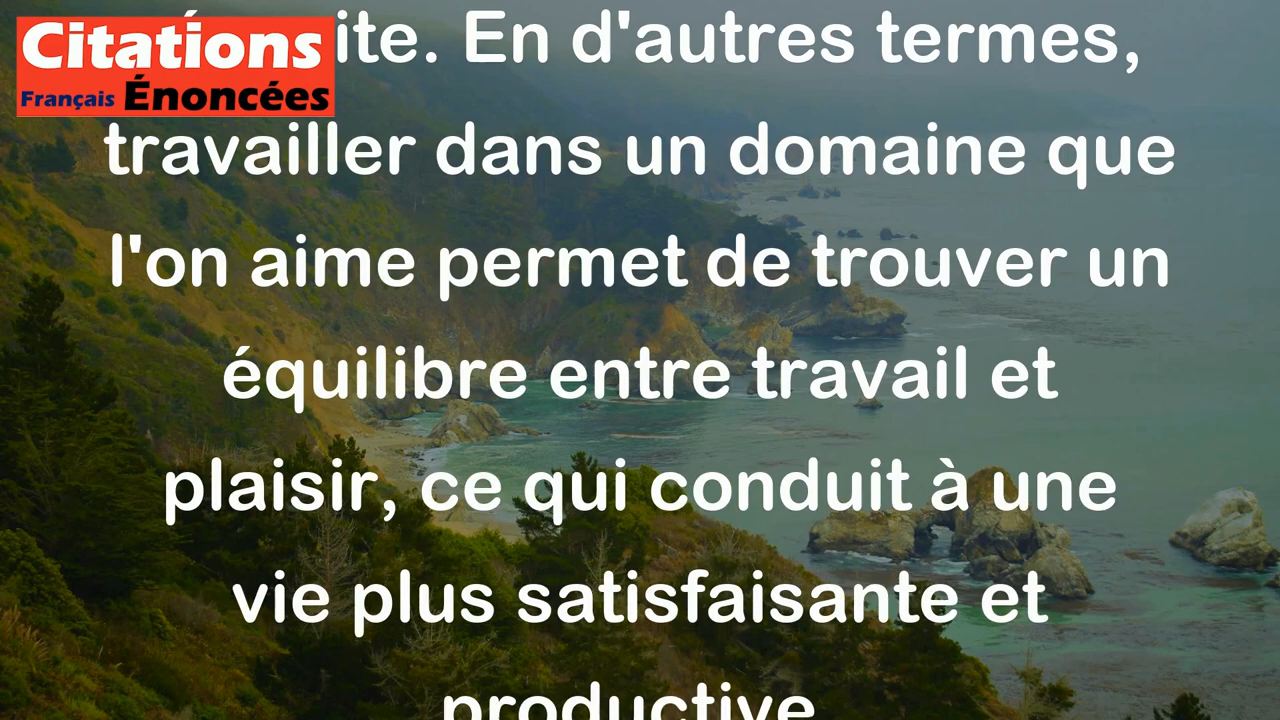 Citations
Français Énoncées
ite. En d'autres termes,
travailler dans un domaine que
l'on aime permet de trouver un
équilibre entre travail et
plaisir, ce qui conduit à une
vie plus satisfaisante et
productive